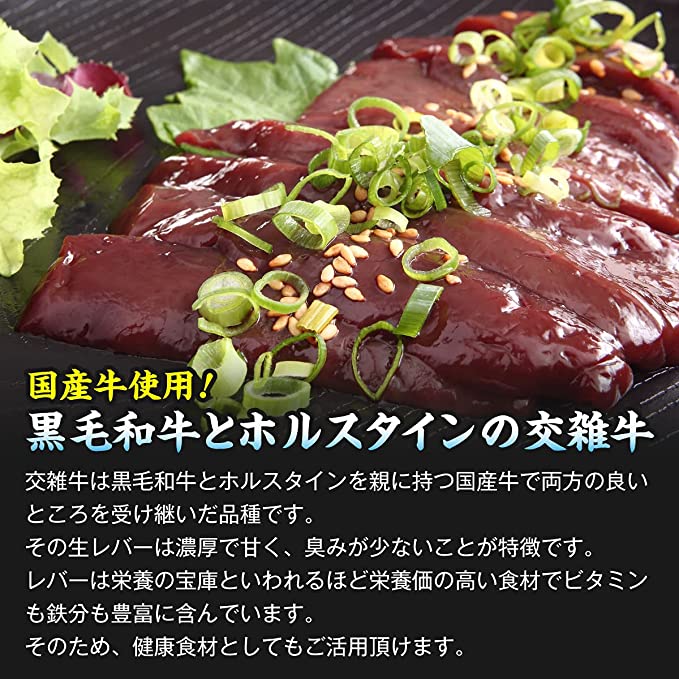 国産牛使用！
黒毛和牛とホルスタインの交雑牛
交雑牛は黒毛和牛とホルスタインを親に持つ国産牛で両方の良い
ところを受け継いだ品種です。
その生レバーは濃厚で甘く、臭みが少ないことが特徴です。
レバーは栄養の宝庫といわれるほど栄養価の高い食材でビタミン
も鉄分も豊富に含んでいます。
そのため、健康食材としてもご活用頂けます。